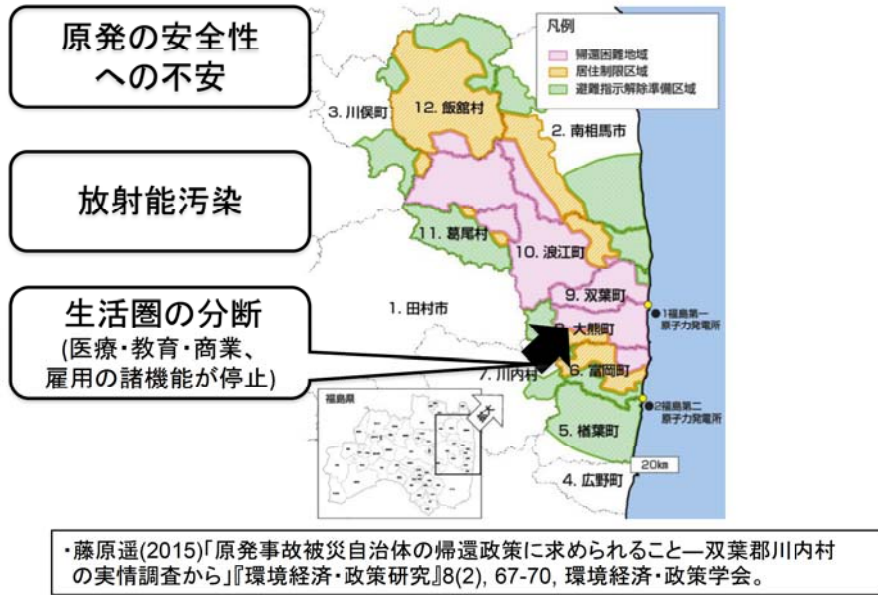 原発の安全性
への不安
放射能汚染
生活圏の分断
(医療・教育・商業、
雇用の諸機能が停止)
凡例
帰還困難地域
居住制限区域
避難指示解除準備区域
12. 飯舘村
3. 川俣町
2. 南相馬市
11. 葛尾村
10. 浪江町
9. 双葉町
1. 田村市
●1福島第一
原子力発電所
大熊町
7. 川内村
6. 富岡町
●2福島第二
原子力発電所
5. 楢葉町
20km
4. 広野町
福島県
拡大
・藤原遥(2015)「原発事故被災自治体の帰還政策に求められること―双葉郡川内村
の実情調査から」『環境経済・政策研究』8(2), 67-70, 環境経済・政策学会。